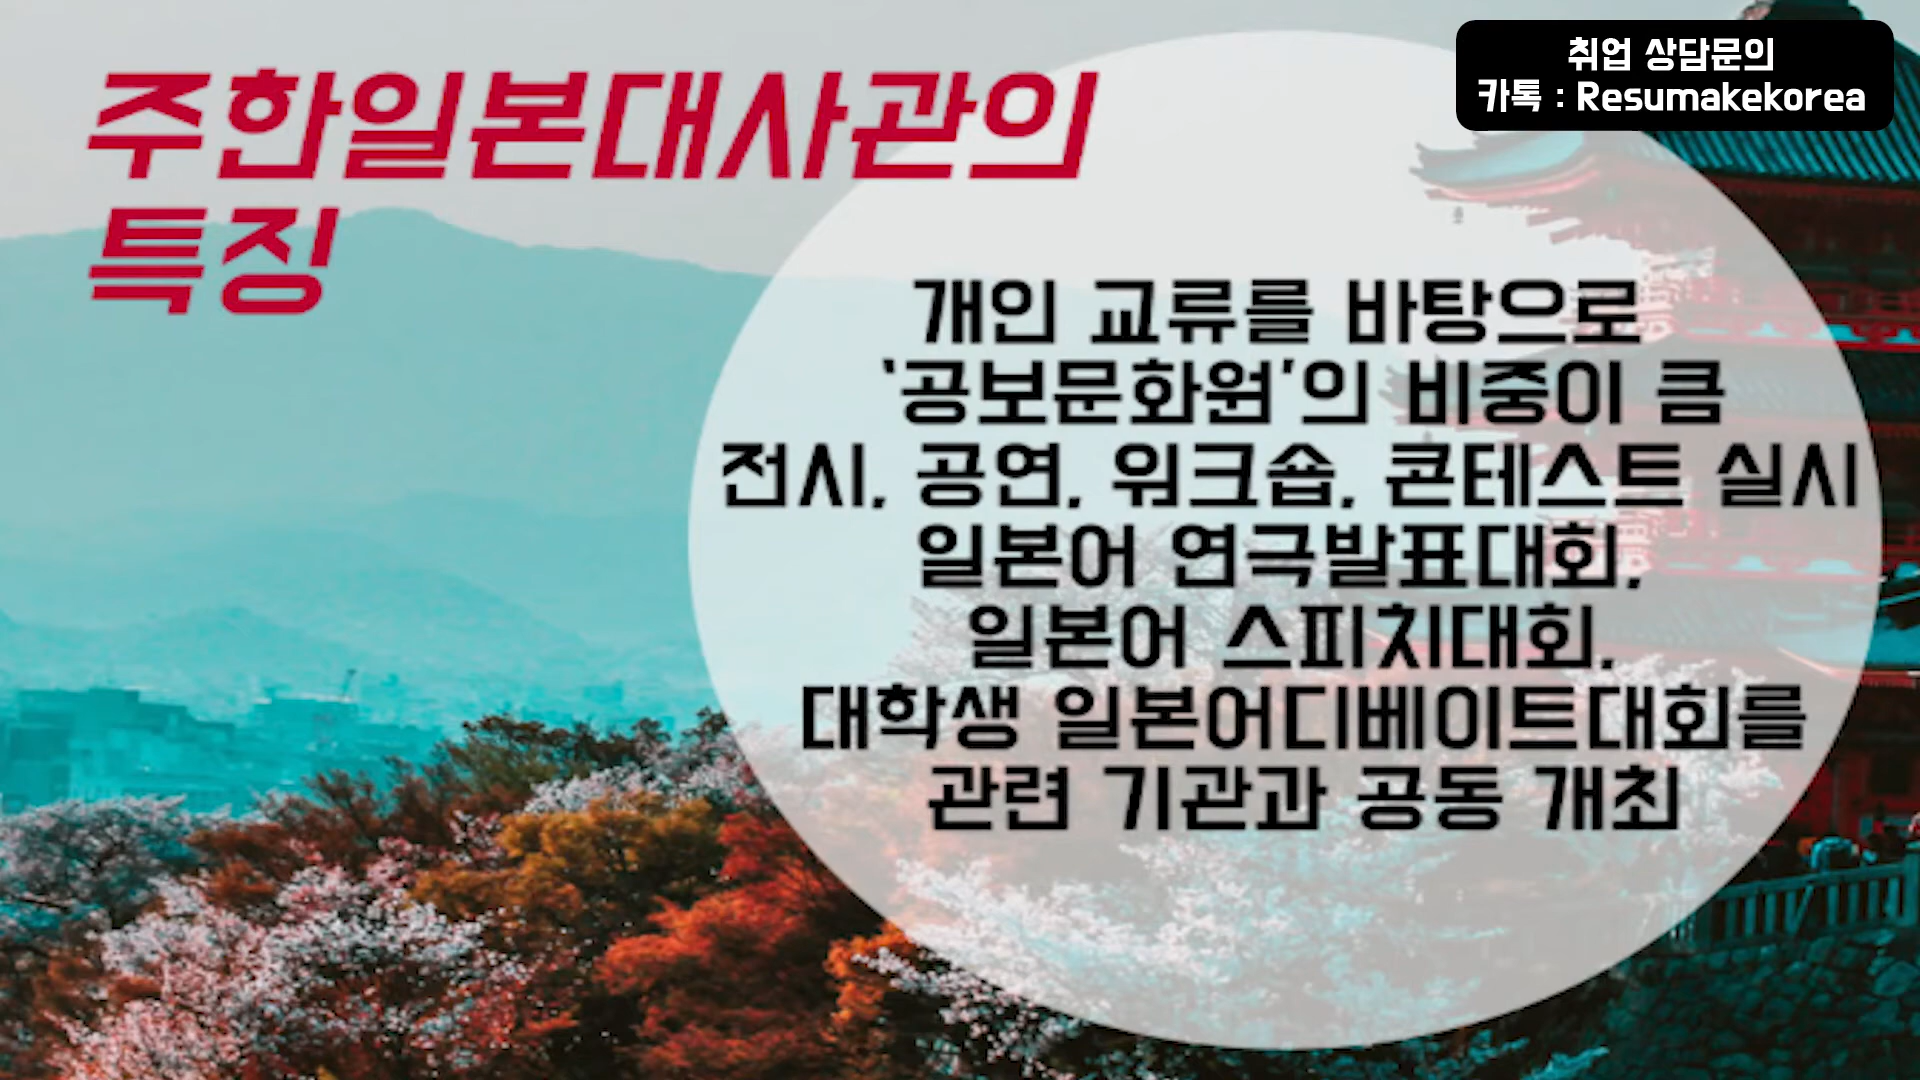 주한일본대사관의
특징
취업 상담문의
카톡 : Resumakekorea
개인 교류를 바탕으로
‘공보문화원’의 비중이 큼
전시, 공연, 워크숍, 콘테스트 실시
일본어 연극발표대회,
일본어 스피치대회,
대학생 일본어디베이트대회를
관련 기관과 공동 개최